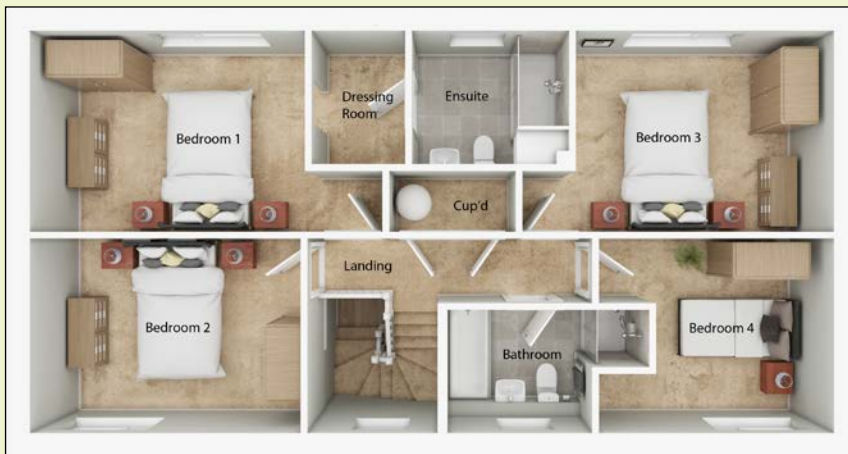 Bedroom 1
Dressing
Room
Ensuite
Bedroom 3
Cup'd
Landing
Bedroom 2
Bathroom
Bedroom 4